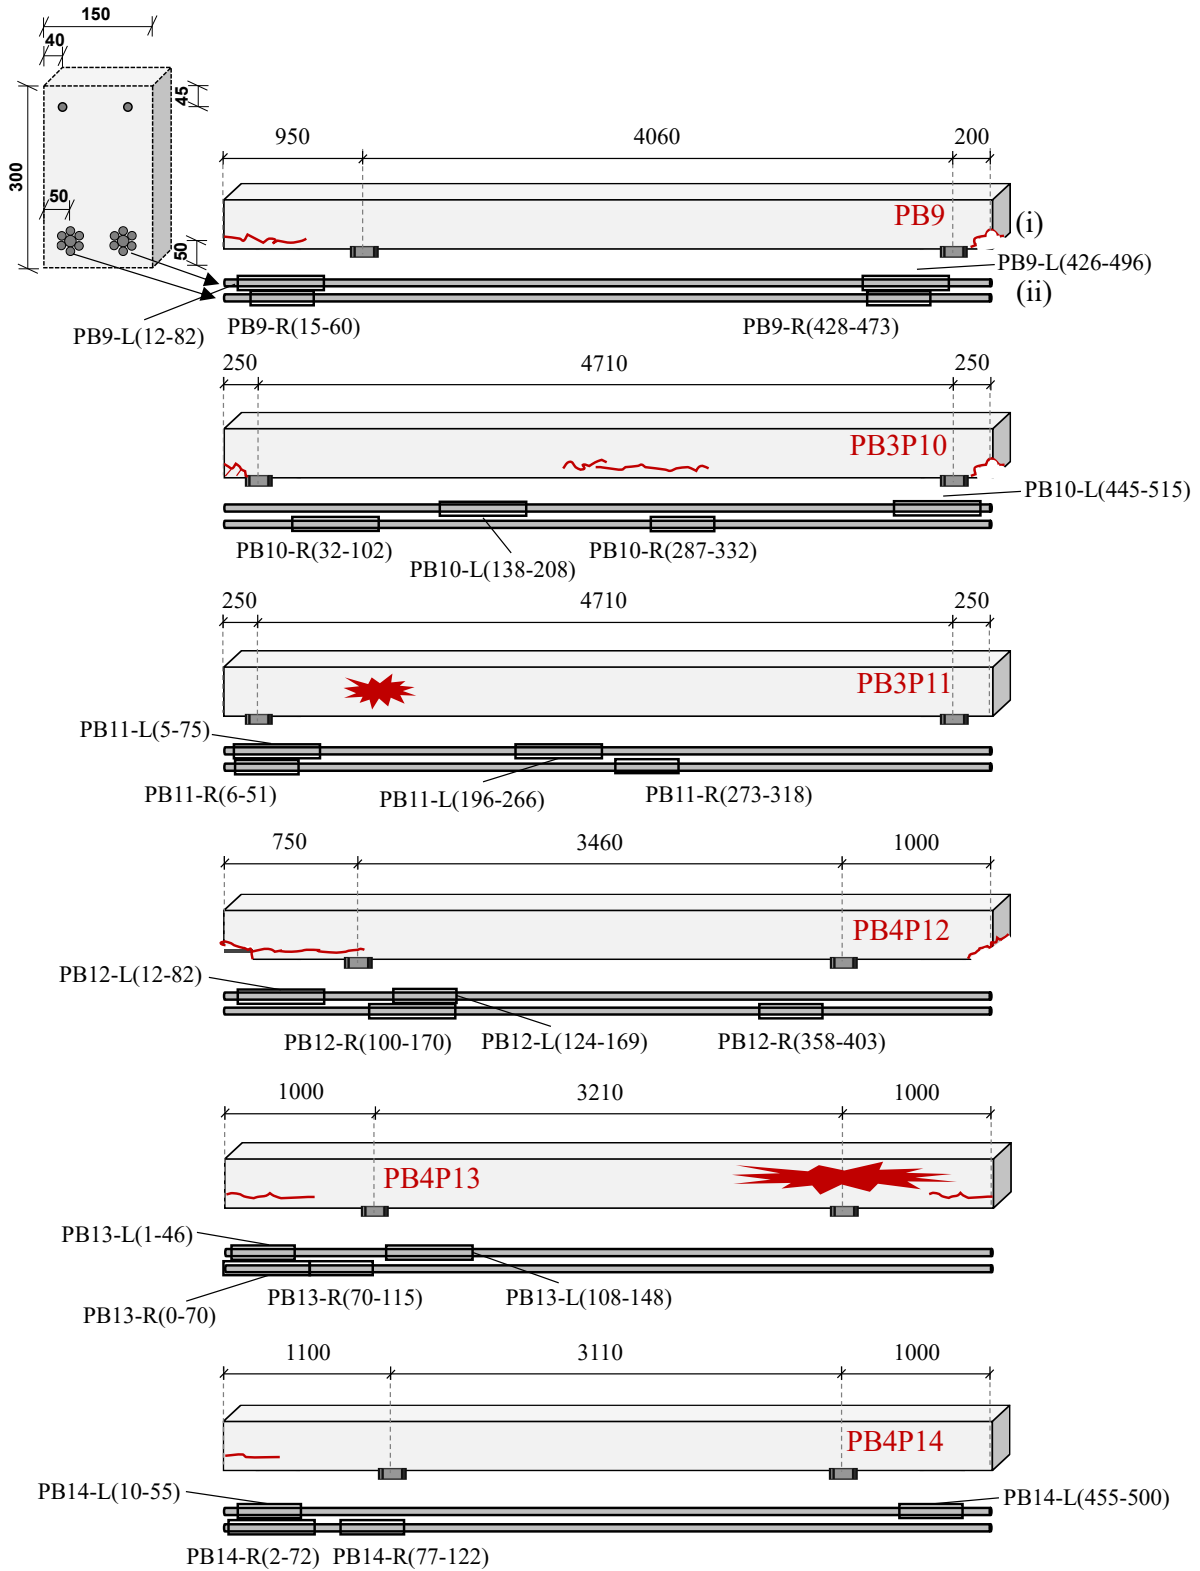 150
40
45
300
50
50
950 4060 200
PB9
(i)
PB9-L(426-496)
(ii)
PB9-L(12-82)
PB9-R(15-60)
PB9-R(428-473)
250 4710 250
PB3P10
PB10-L(445-515)
PB10-R(32-102)
PB10-L(138-208)
PB10-R(287-332)
250 4710 250
PB3P11
PB11-L(5-75)
PB11-R(6-51)
PB11-L(196-266)
PB11-R(273-318)
750 3460 1000
PB4P12
PB12-L(12-82)
PB12-R(100-170)
PB12-L(124-169)
PB12-R(358-403)
1000 3210 1000
PB4P13
PB13-L(1-46)
PB13-R(0-70)
PB13-R(70-115)
PB13-L(108-148)
1100 3110 1000
PB4P14
PB14-L(10-55)
PB14-L(455-500)
PB14-R(2-72)
PB14-R(77-122)